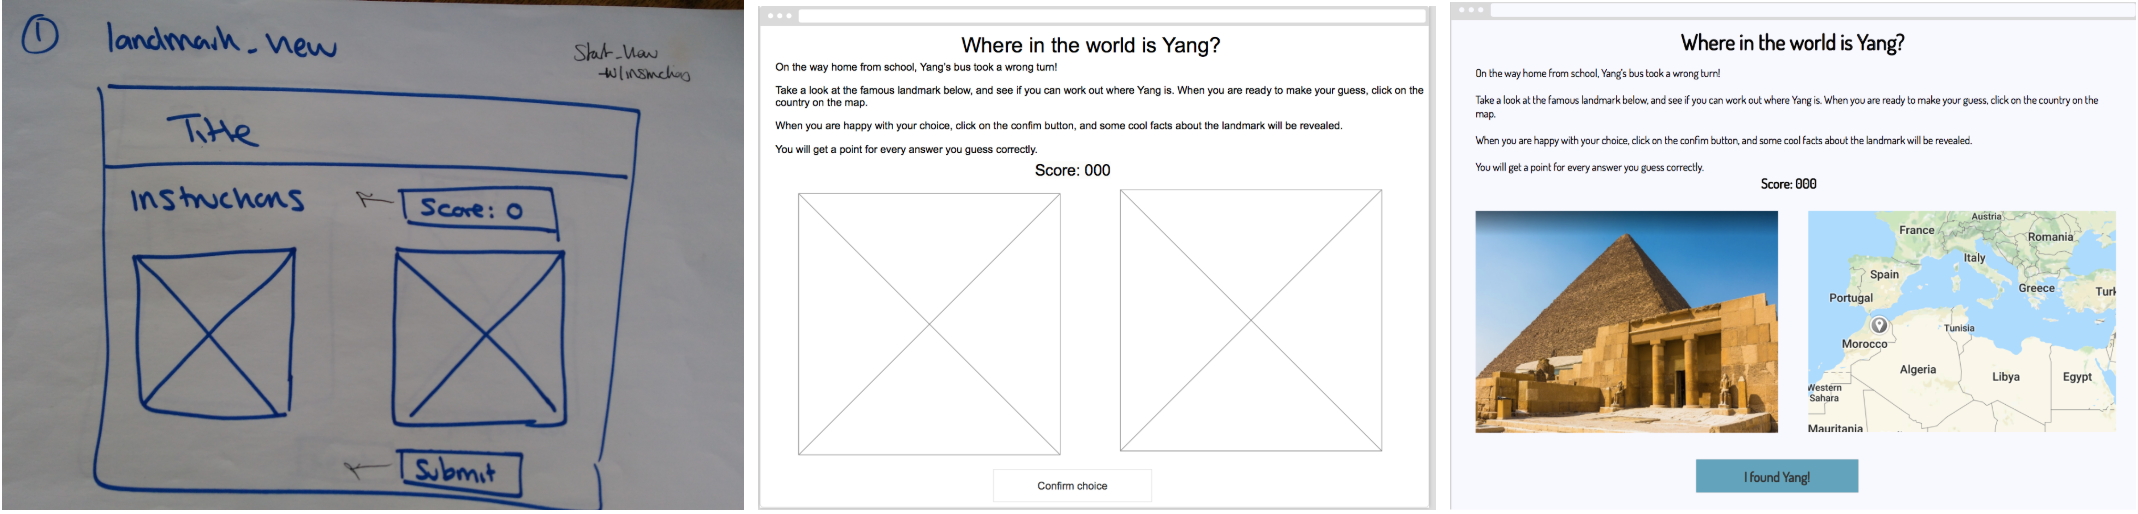 1
landmark_new
Start_New
w/instructions
Title
instructions
Score: 0
Submit
Where in the world is Yang?
On the way home from school, Yang's bus took a wrong turn!
Take a look at the famous landmark below, and see if you can work out where Yang is. When you are ready to make your guess, click on the
country on the map.
When you are happy with your choice, click on the confim button, and some cool facts about the landmark will be revealed.
You will get a point for every answer you guess correctly.
Score: 000
Confirm choice
Where in the world is Yang?
On the way home from school, Yang's bus took a wrong turn!
Take a look at the famous landmark below, and see if you can work out where Yang is. When you are ready to make your guess, click on the country on the
map.
When you are happy with your choice, click on the confim button, and some cool facts about the landmark will be revealed.
You will get a point for every answer you guess correctly.
Score: 000
Austria
France
Romania
Italy
Spain
Greece
Turk
Portugal
Tunisia
Morocco
Algeria
Libya
Egypt
Western
Sahara
Mauritania
I found Yang!